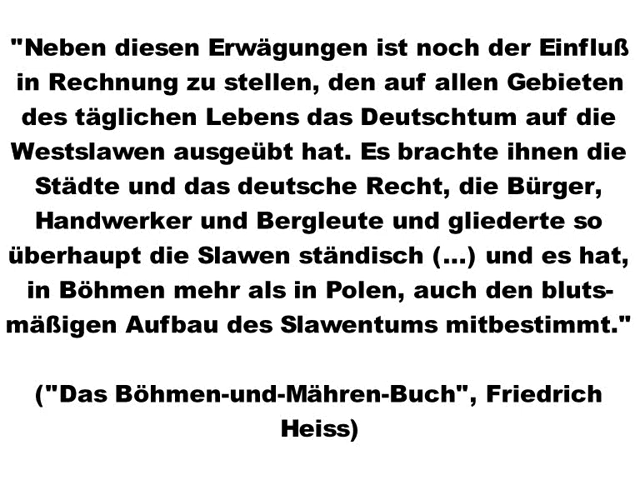 "Neben diesen Erwägungen ist noch der Einfluß
in Rechnung zu stellen, den auf allen Gebieten
des täglichen Lebens das Deutschtum auf die
Westslawen ausgeübt hat. Es brachte ihnen die
Städte und das deutsche Recht, die Bürger,
Handwerker und Bergleute und gliederte so
überhaupt die Slawen ständisch (...) und es hat,
in Böhmen mehr als in Polen, auch den bluts-
mäßigen Aufbau des Slawentums mitbestimmt."
("Das Böhmen-und-Mähren-Buch", Friedrich
Heiss)